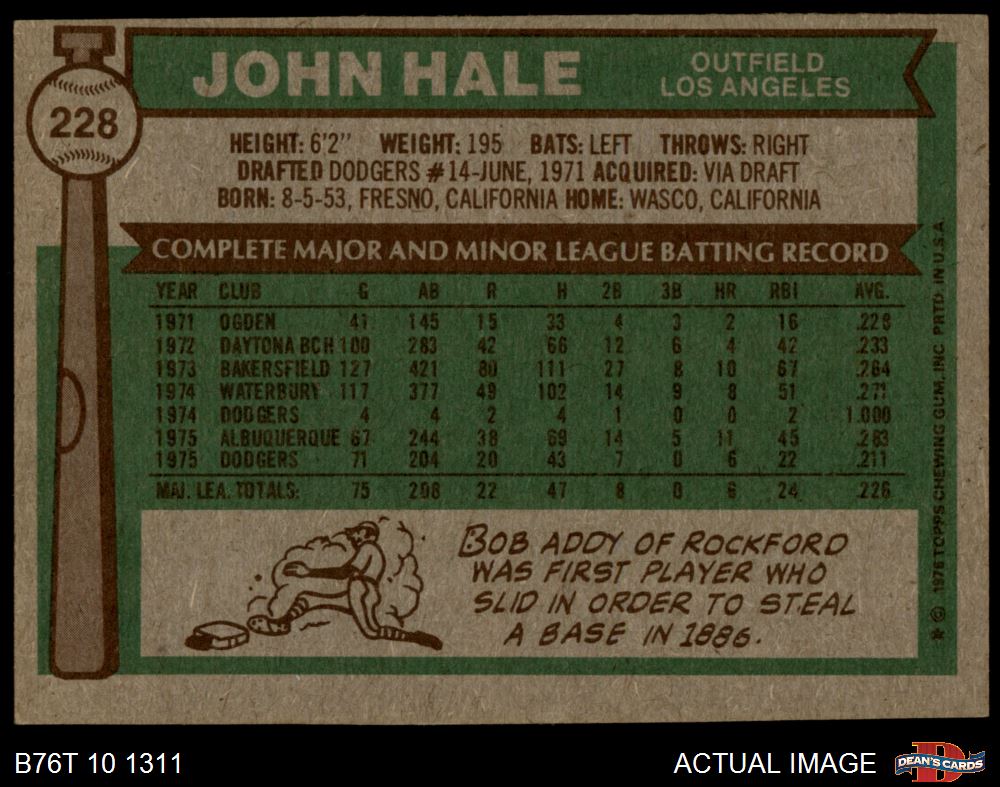 228
JOHN HALE
OUTFIELD
LOS ANGELES
HEIGHT: 6'2" WEIGHT: 195 BATS: LEFT THROWS: RIGHT
DRAFTED DODGERS #14-JUNE, 1971 ACQUIRED: VIA DRAFT
BORN: 8-5-53, FRESNO, CALIFORNIA HOME: WASCO, CALIFORNIA
COMPLETE MAJOR AND MINOR LEAGUE BATTING RECORD
YEAR CLUB G AB R H 2B 3B HR RBI AVG.
1971 OGDEN 41 145 15 33 4 3 2 16 .228
1972 DAYTONA BCH 100 283 42 66 12 6 4 42 .233
1973 BAKERSFIELD 127 421 80 111 27 8 10 67 .264
1974 WATERBURY 117 377 49 102 14 9 8 51 .271
1974 DODGERS 4 4 2 4 1 0 0 2 1.000
1975 ALBUQUERQUE 67 244 38 69 14 5 11 45 .283
1975 DODGERS 71 204 20 43 7 0 6 22 .211
MAJ. LEA. TOTALS: 75 208 22 47 8 0 6 24 .226
BOB ADDY OF ROCKFORD
WAS FIRST PLAYER WHO
SLID IN ORDER TO STEAL
A BASE IN 1886.
* © 1976 TOPPS CHEWING GUM, INC. PRTD. IN U.S.A.
B76T 10 1311
ACTUAL IMAGE
D
DEAN'S CARDS